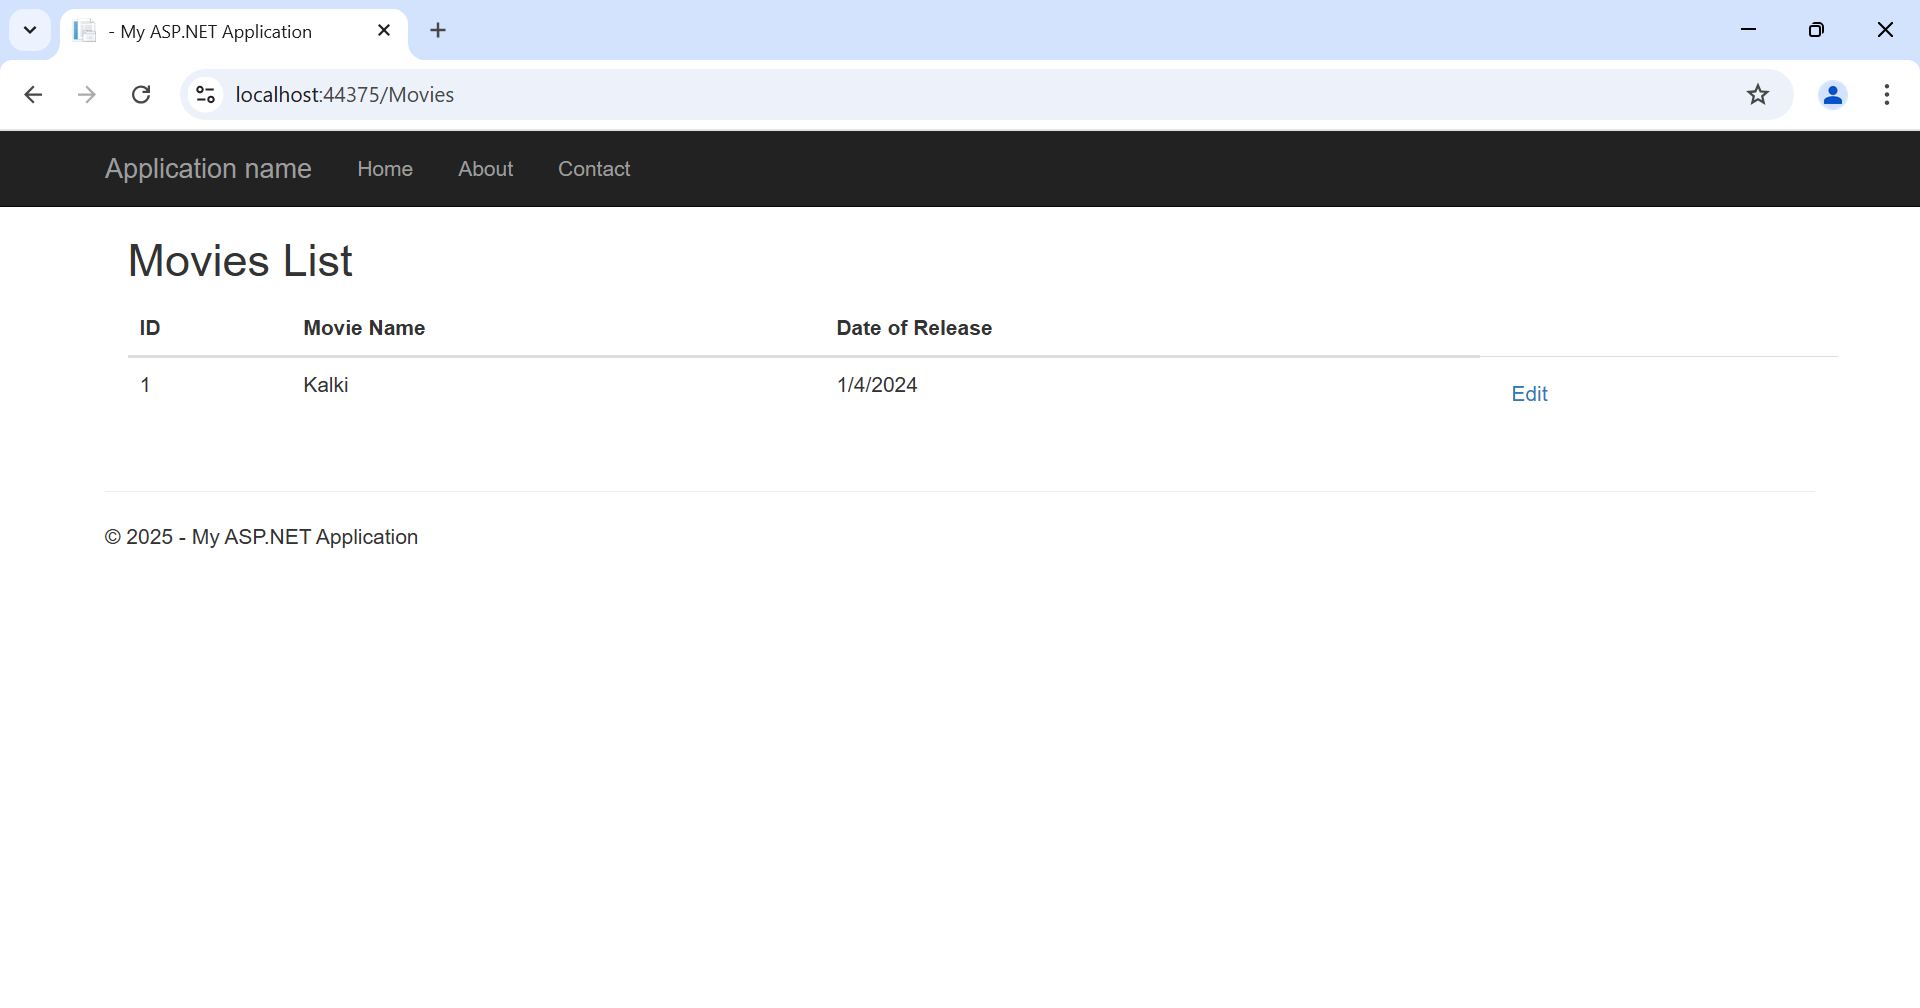 - My ASP.NET Application
localhost:44375/Movies
Application name Home About Contact
Movies List
ID Movie Name Date of Release
1 Kalki 1/4/2024 Edit
© 2025 - My ASP.NET Application